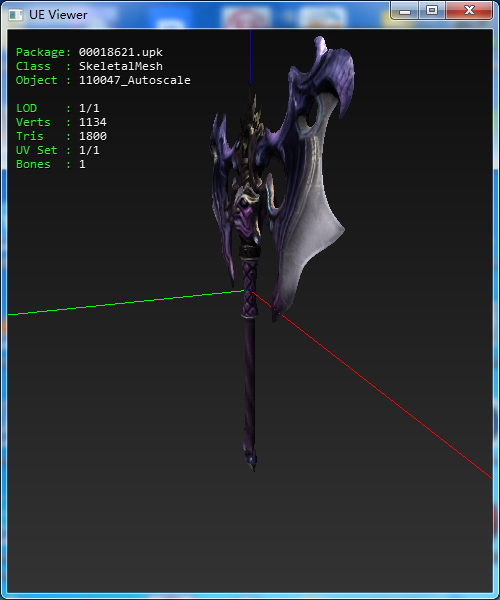 UE Viewer
Package: 00018621.upk
Class  : SkeletalMesh
Object : 110047_Autoscale
LOD    : 1/1
Verts  : 1134
Tris   : 1800
UV Set : 1/1
Bones  : 1